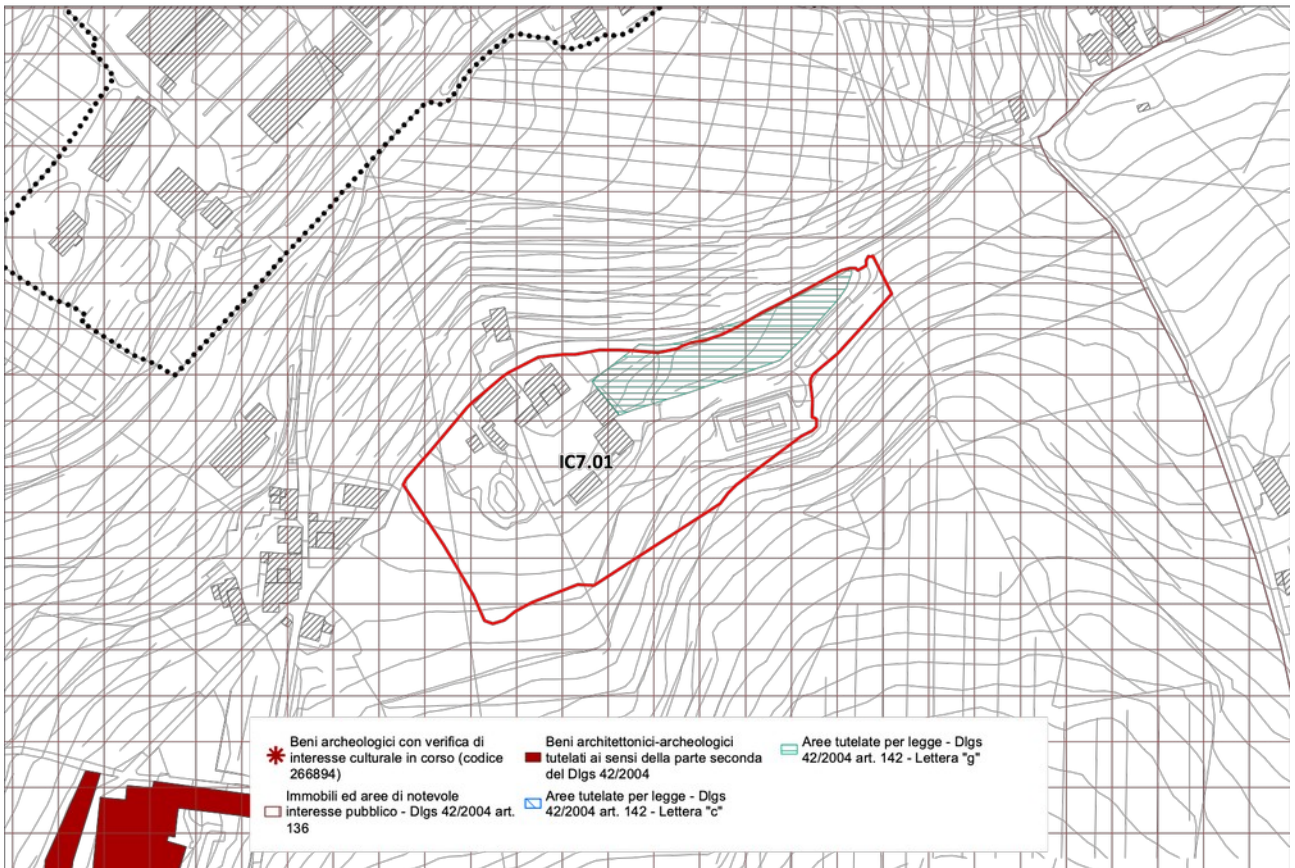 IC7.01
Beni archeologici con verifica di
interesse culturale in corso (codice
266894)
Immobili ed aree di notevole
interesse pubblico - Dlgs 42/2004 art.
136
Beni architettonici-archeologici
tutelati ai sensi della parte seconda
del Dlgs 42/2004
Aree tutelate per legge - Dlgs
42/2004 art. 142 - Lettera "c"
Aree tutelate per legge - Dlgs
42/2004 art. 142 - Lettera "g"